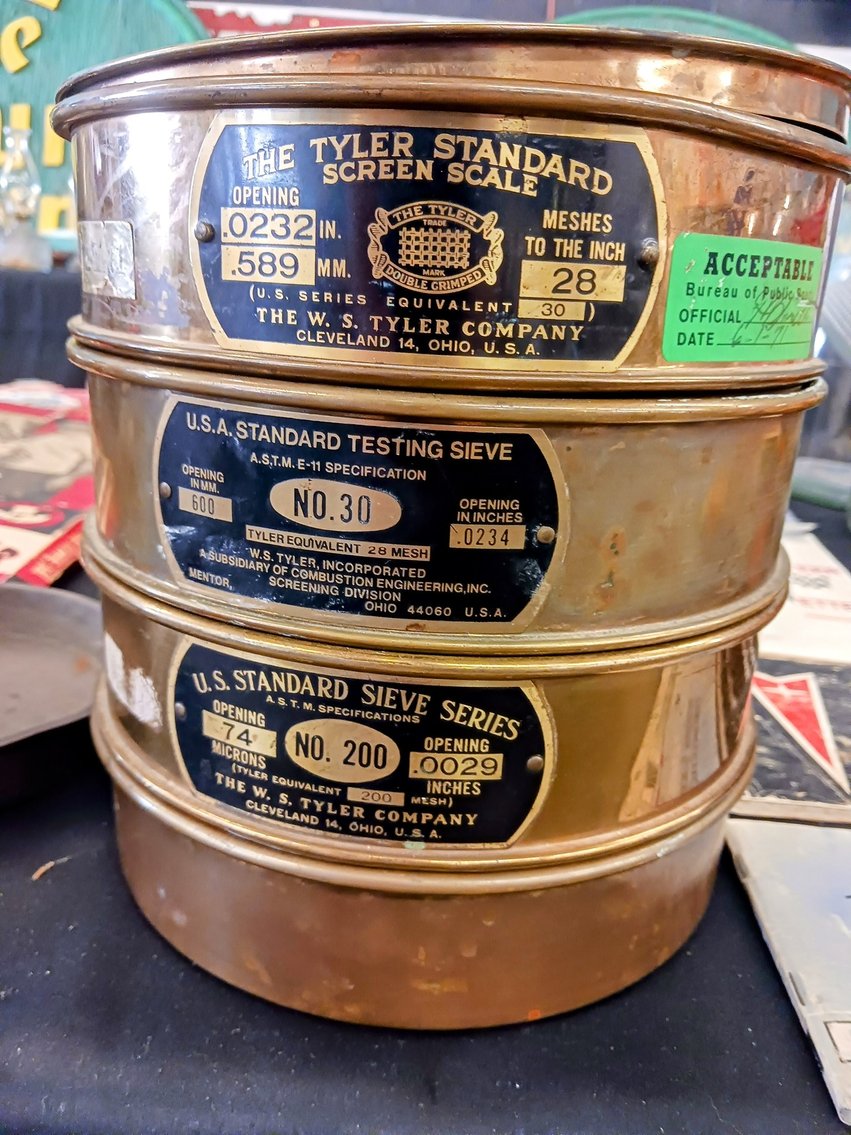 THE TYLER STANDARD
SCREEN SCALE
OPENING
.0232 IN.
.589 MM.
THE TYLER
TRADE
MARK
DOUBLE CRIMPED
MESHES
TO THE INCH
28
(U.S. SERIES EQUIVALENT 30)
THE W. S. TYLER COMPANY
CLEVELAND 14, OHIO, U.S.A.
ACCEPTABLE
Bureau of Public
OFFICIAL
DATE
U.S.A. STANDARD TESTING SIEVE
A.S.T.M. E-11 SPECIFICATION
OPENING
IN MM.
600
NO. 30
OPENING
IN INCHES
.0234
TYLER EQUIVALENT 28 MESH
W.S. TYLER, INCORPORATED
A SUBSIDIARY OF COMBUSTION ENGINEERING, INC.
SCREENING DIVISION
MENTOR, OHIO 44060 U.S.A.
U.S. STANDARD SIEVE SERIES
A.S.T.M. SPECIFICATIONS
OPENING
74
MICRONS
NO. 200
OPENING
.0029
INCHES
(TYLER EQUIVALENT 200 MESH)
THE W. S. TYLER COMPANY
CLEVELAND 14, OHIO, U.S.A.